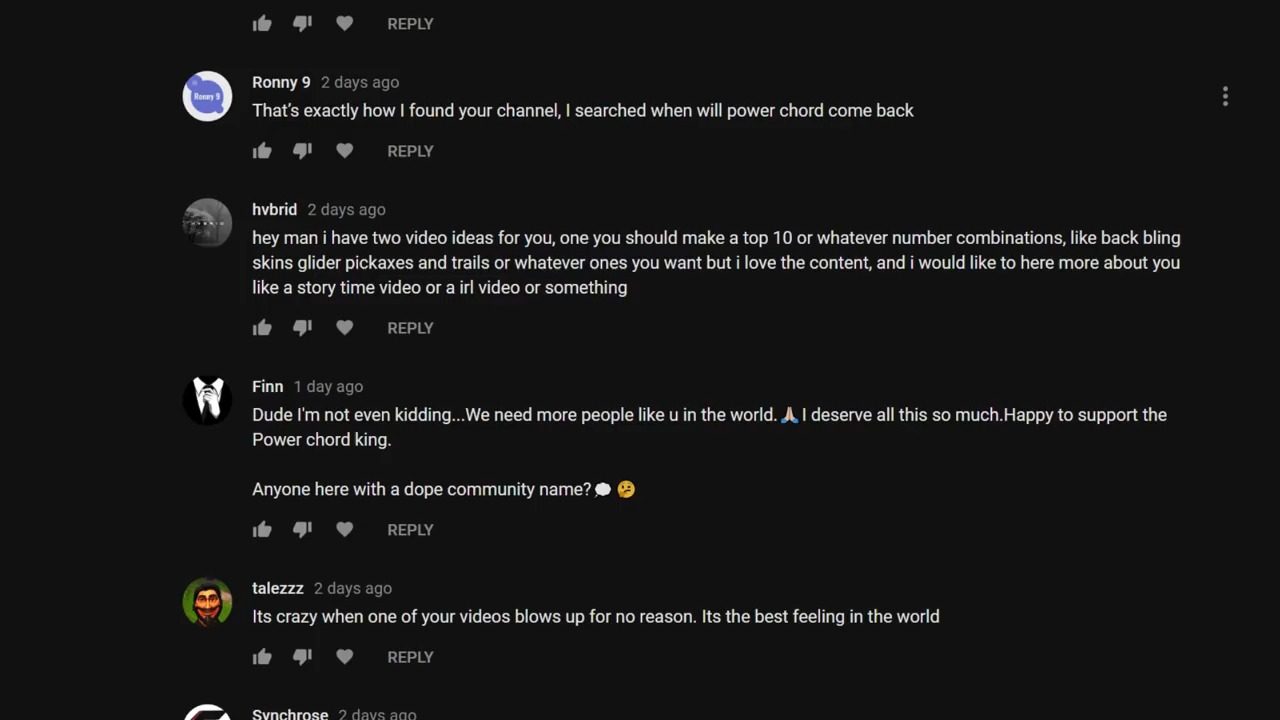 REPLY
Ronny 9 2 days ago
Ronny 9
That's exactly how I found your channel, I searched when will power chord come back
REPLY
hvbrid 2 days ago
HVBRID
hey man i have two video ideas for you, one you should make a top 10 or whatever number combinations, like back bling
skins glider pickaxes and trails or whatever ones you want but i love the content, and i would like to here more about you
like a story time video or a irl video or something
REPLY
Finn 1 day ago
Dude I'm not even kidding...We need more people like u in the world.🙏🏼I deserve all this so much.Happy to support the
Power chord king.
Anyone here with a dope community name?💭 🤔
REPLY
talezzz 2 days ago
Its crazy when one of your videos blows up for no reason. Its the best feeling in the world
REPLY
Synchrose 2 days ago